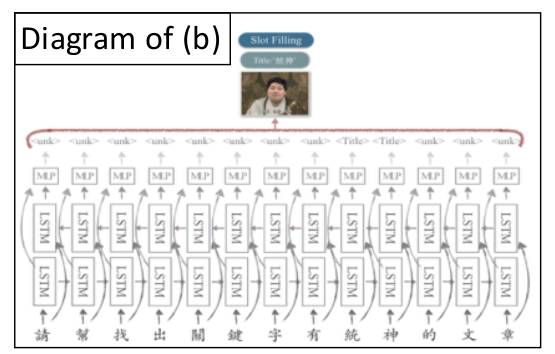 Diagram of (b)
Slot Filling
Title:'統神'
<unk> <unk> <unk> <unk> <unk> <unk> <unk> <unk> <Title> <Title> <unk> <unk> <unk>
MLP MLP MLP MLP MLP MLP MLP MLP MLP MLP MLP MLP MLP
LSTM LSTM LSTM LSTM LSTM LSTM LSTM LSTM LSTM LSTM LSTM LSTM LSTM
LSTM LSTM LSTM LSTM LSTM LSTM LSTM LSTM LSTM LSTM LSTM LSTM LSTM
請 幫 找 出 關 鍵 字 有 統 神 的 文 章